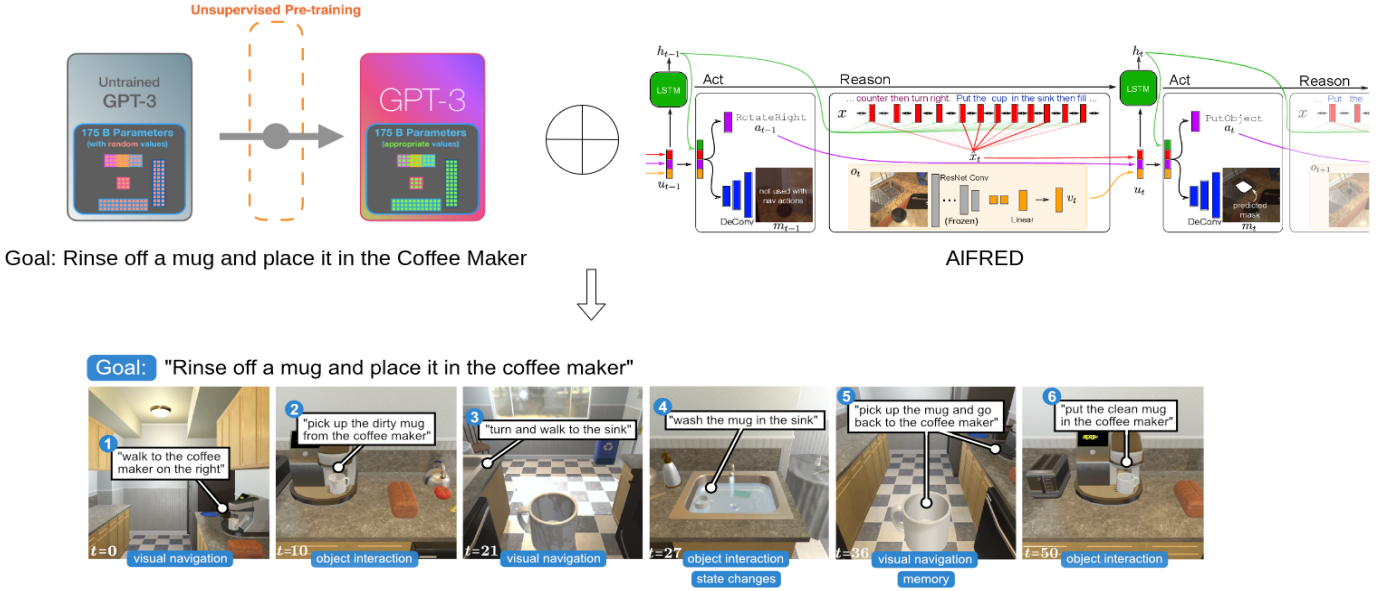 Unsupervised Pre-training
Untrained
GPT-3
175 B Parameters
(with random values)
GPT-3
175 B Parameters
(appropriate values)
Goal: Rinse off a mug and place it in the Coffee Maker
h_{t-1}
LSTM
Act
Reason
... counter then turn right. Put the cup in the sink then fill ...
x
RotateRight
a_{t-1}
x̂_t
u_{t-1}
not used with
nav actions
DeConv
m_{t-1}
o_t
ResNet Conv
...
(Frozen)
Linear
v_t
h_t
LSTM
Act
Reason
... Put the
x
PutObject
a_t
u_t
predicted
mask
DeConv
m_t
o_{t+1}
AIFRED
Goal: "Rinse off a mug and place it in the coffee maker"
1
"walk to the coffee
maker on the right"
t=0
visual navigation
2
"pick up the dirty mug
from the coffee maker"
t=10
object interaction
3
"turn and walk to the sink"
t=21
visual navigation
4
"wash the mug in the sink"
t=27
object interaction
state changes
5
"pick up the mug and go
back to the coffee maker"
t=36
visual navigation
memory
6
"put the clean mug
in the coffee maker"
t=50
object interaction